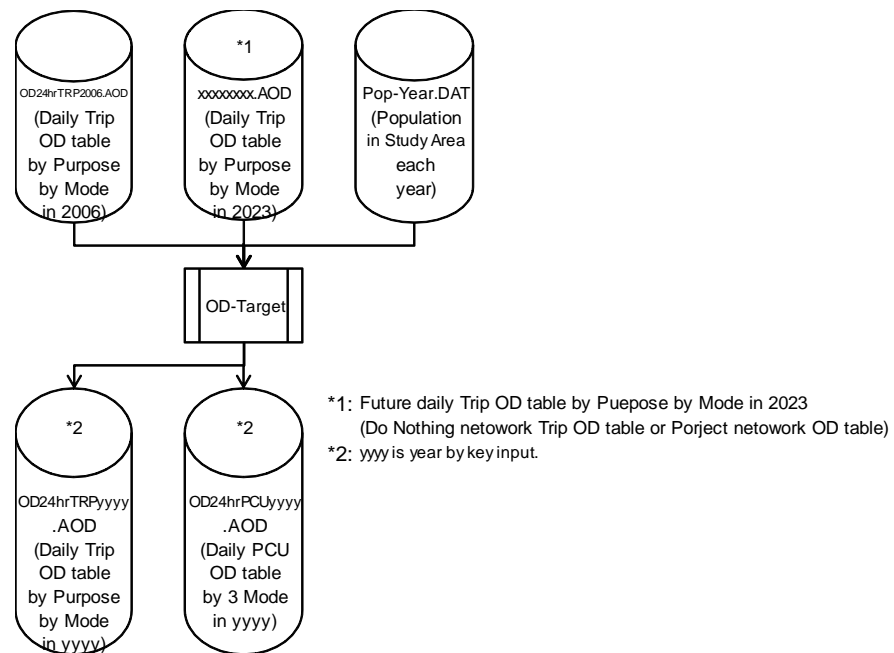 OD24hrTRP2006.AOD
(Daily Trip
OD table
by Purpose
by Mode
in 2006)
*1
xxxxxxxx.AOD
(Daily Trip
OD table
by Purpose
by Mode
in 2023)
Pop-Year.DAT
(Population
in Study Area
each
year)
OD-Target
*2
OD24hrTRPyyyy
.AOD
(Daily Trip
OD table
by Purpose
by Mode
in yyyy)
*2
OD24hrPCUyyyy
.AOD
(Daily PCU
OD table
by 3 Mode
in yyyy)
*1: Future daily Trip OD table by Puepose by Mode in 2023
(Do Nothing netowork Trip OD table or Porject netowork OD table)
*2: yyyy is year by key input.